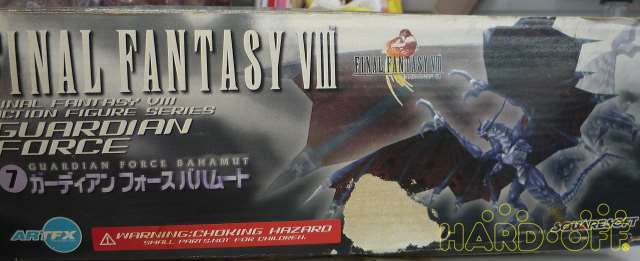 FINAL FANTASY VIII
FINAL FANTASY VIII
FINAL FANTASY VIII
ACTION FIGURE SERIES
GUARDIAN
FORCE
GUARDIAN FORCE BAHAMUT
7 ガーディアン フォース バハムート
ARTFX
WARNING:CHOKING HAZARD
SMALL PARTS.NOT FOR CHILDREN.
SQUARESOFT
HARD-OFF